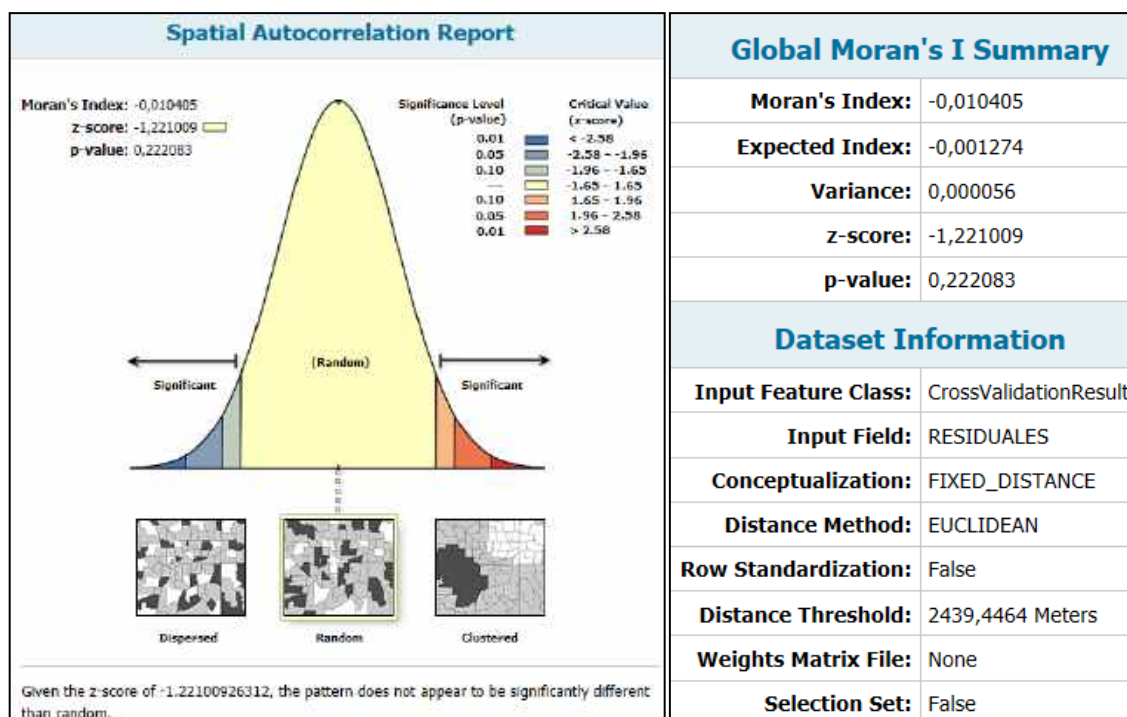 Spatial Autocorrelation Report
Moran's Index: -0,010405
z-score: -1,221009
p-value: 0,222083
Significance Level
(p-value)
Critical Value
(z-score)
0.01 < -2.58
0.05 -2.58 – -1.96
0.10 -1.96 – -1.65
— -1.65 - 1.65
0.10 1.65 - 1.96
0.05 1.96 - 2.58
0.01 > 2.58
(Random)
Significant
Significant
Dispersed
Random
Clustered
Given the z-score of -1.22100926312, the pattern does not appear to be significantly different
than random.
Global Moran's I Summary
Moran's Index: -0,010405
Expected Index: -0,001274
Variance: 0,000056
z-score: -1,221009
p-value: 0,222083
Dataset Information
Input Feature Class: CrossValidationResult
Input Field: RESIDUALES
Conceptualization: FIXED_DISTANCE
Distance Method: EUCLIDEAN
Row Standardization: False
Distance Threshold: 2439,4464 Meters
Weights Matrix File: None
Selection Set: False